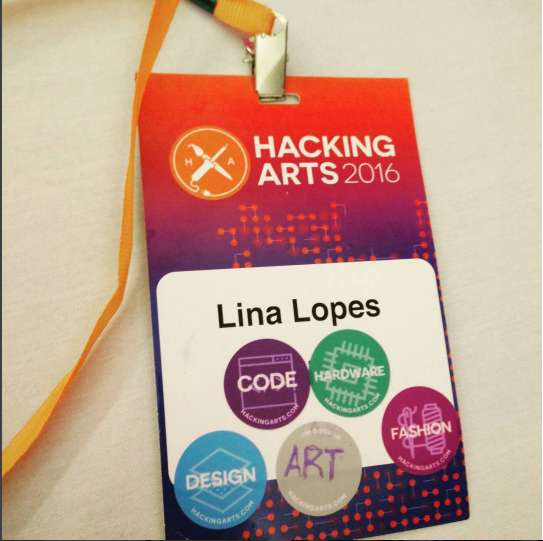 H A
HACKING
ARTS 2016
Lina Lopes
CODE
HACKINGARTS.COM
HARDWARE
HACKINGARTS.COM
FASHION
HACKINGARTS.COM
DESIGN
HACKINGARTS.COM
ART
HACKINGARTS.COM